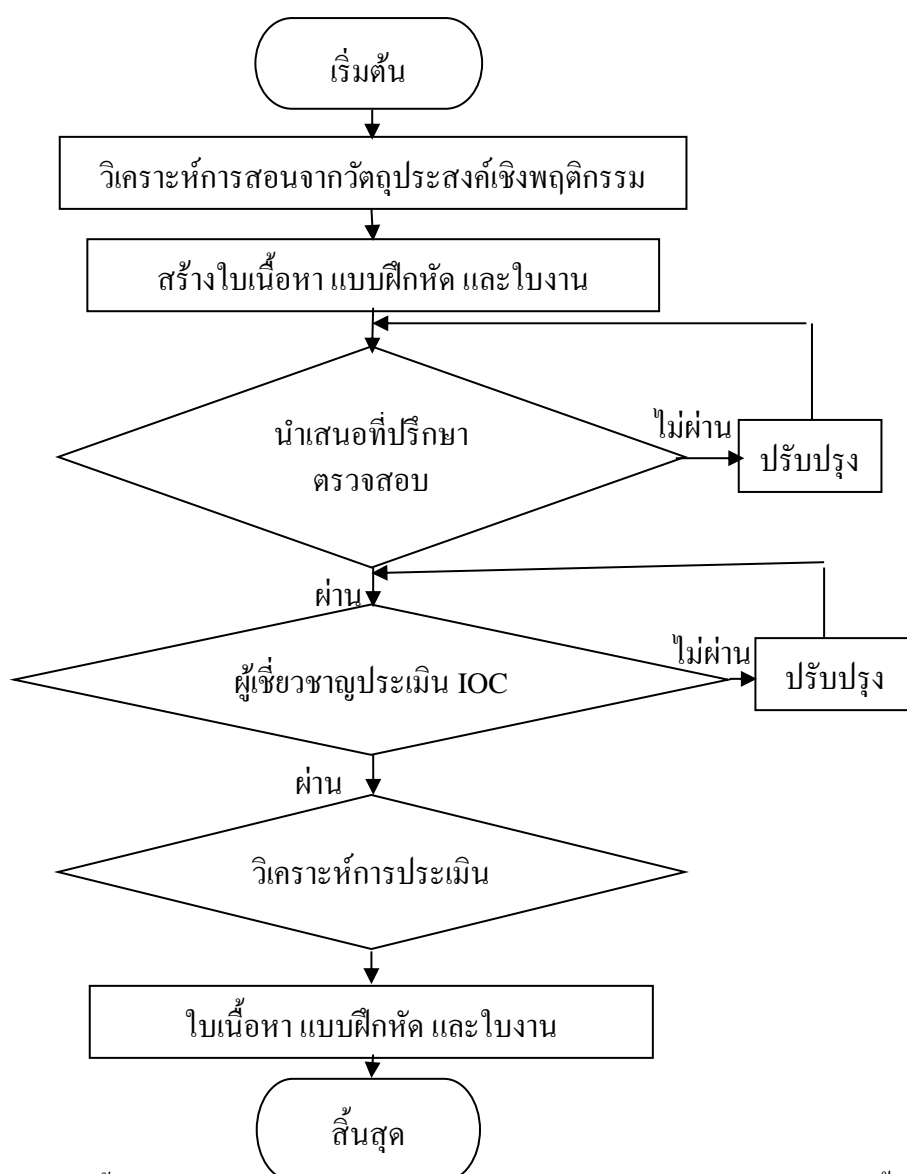 เริ่มต้น
วิเคราะห์การสอนจากวัตถุประสงค์เชิงพฤติกรรม
สร้างใบเนื้อหา แบบฝึกหัด และใบงาน
นำเสนอที่ปรึกษา
ตรวจสอบ
ไม่ผ่าน
ปรับปรุง
ผ่าน
ผู้เชี่ยวชาญประเมิน IOC
ไม่ผ่าน
ปรับปรุง
ผ่าน
วิเคราะห์การประเมิน
ใบเนื้อหา แบบฝึกหัด และใบงาน
สิ้นสุด